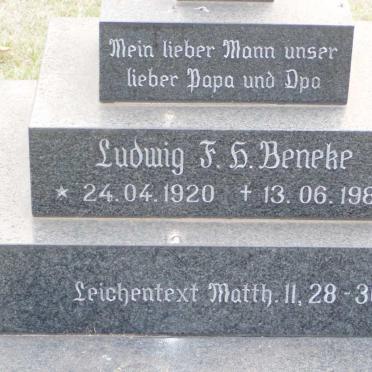 Mein lieber Mann unser
lieber Papa und Opa
Ludwig F. H. Beneke
* 24.04.1920 † 13.06.198
Leichentext Matth. 11, 28 - 3